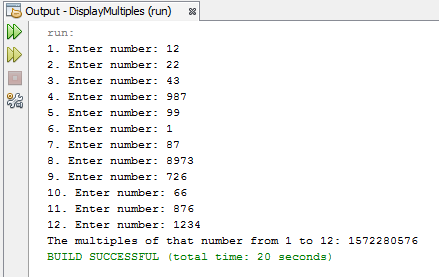 Output - DisplayMultiples (run)
run:
1. Enter number: 12
2. Enter number: 22
3. Enter number: 43
4. Enter number: 987
5. Enter number: 99
6. Enter number: 1
7. Enter number: 87
8. Enter number: 8973
9. Enter number: 726
10. Enter number: 66
11. Enter number: 876
12. Enter number: 1234
The multiples of that number from 1 to 12: 1572280576
BUILD SUCCESSFUL (total time: 20 seconds)